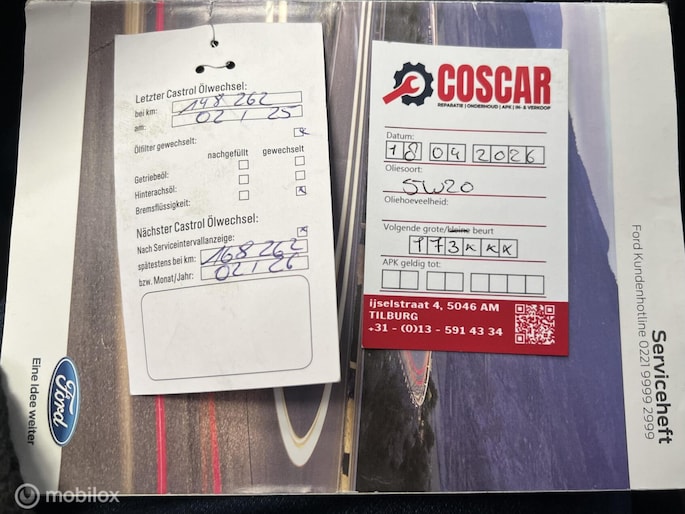 Letzter Castrol Ölwechsel:
bei km: 148 262
am: 02 / 25
Ölfilter gewechselt:
nachgefüllt gewechselt
Getriebeöl:
Hinterachsöl:
Bremsflüssigkeit:
Nächster Castrol Ölwechsel:
Nach Serviceintervallanzeige:
spätestens bei km: 168 262
bzw. Monat/Jahr: 02 / 26
COSCAR
REPARATIE | ONDERHOUD | APK | IN- & VERKOOP
Datum:
18 04 2026
Oliesoort:
5W20
Oliehoeveelheid:
Volgende grote/kleine beurt
173xxx
APK geldig tot:
ijselstraat 4, 5046 AM
TILBURG
+31 - (0)13 - 591 43 34
Serviceheft
Ford Kundenhotline 0221 9999 2999
Ford
Eine Idee weiter
mobilox